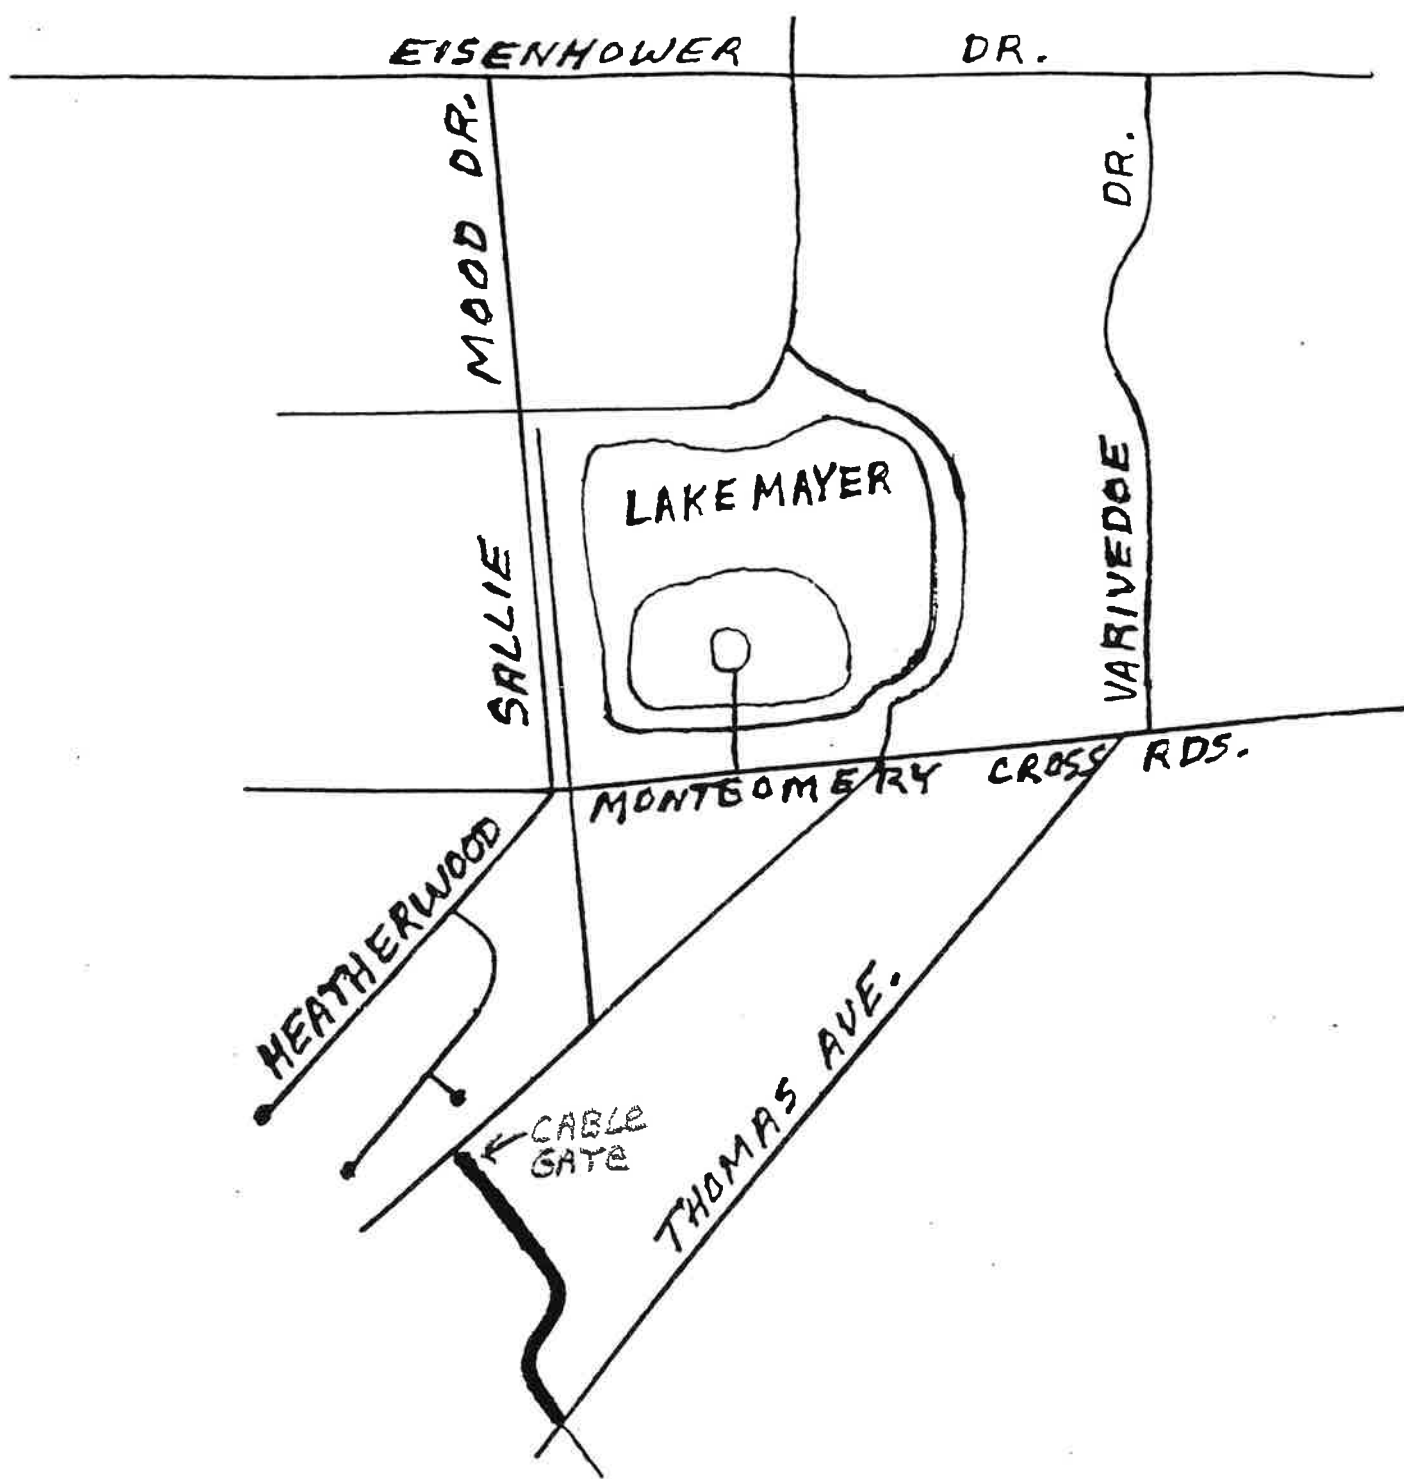 EISENHOWER DR.
SALLIE MOOD DR.
VARIVEDOE DR.
LAKE MAYER
MONTGOMERY CROSS RDS.
HEATHERWOOD
THOMAS AVE.
CABLE
GATE